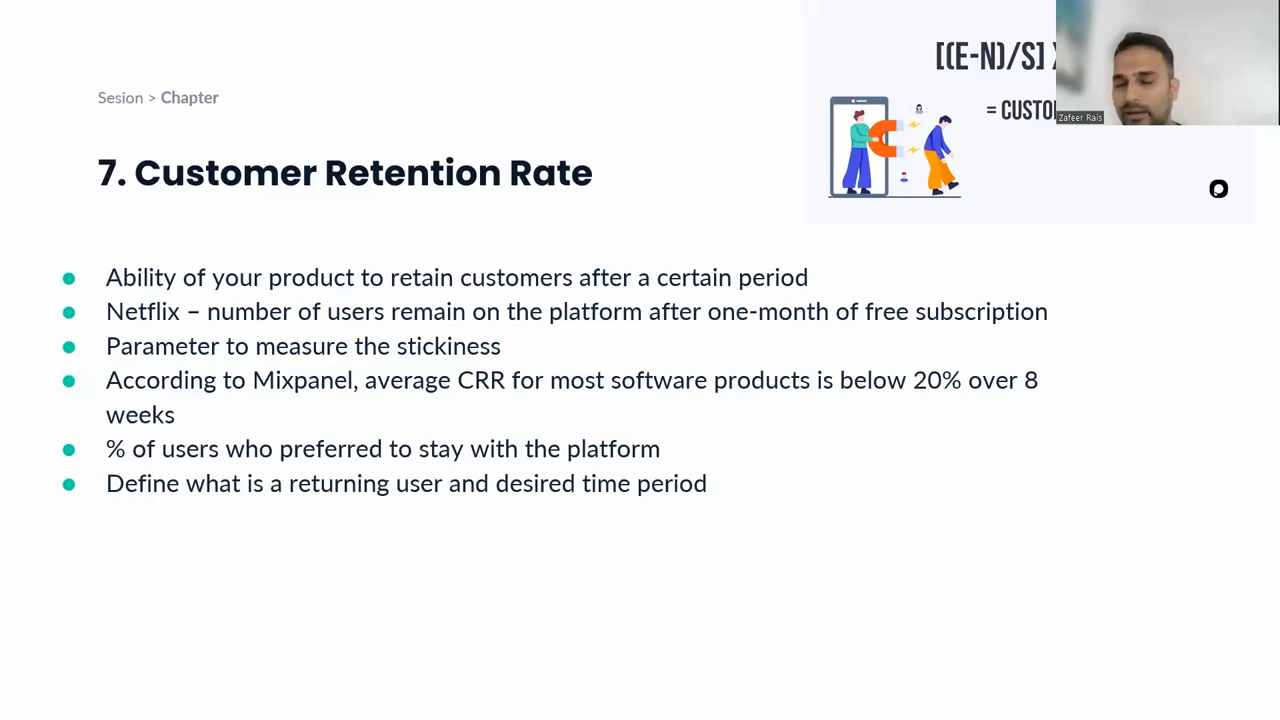 [(E-N)/S]
= CUSTO
Zafeer Rais
Sesion > Chapter
7. Customer Retention Rate
● Ability of your product to retain customers after a certain period
● Netflix – number of users remain on the platform after one-month of free subscription
● Parameter to measure the stickiness
● According to Mixpanel, average CRR for most software products is below 20% over 8
weeks
● % of users who preferred to stay with the platform
● Define what is a returning user and desired time period